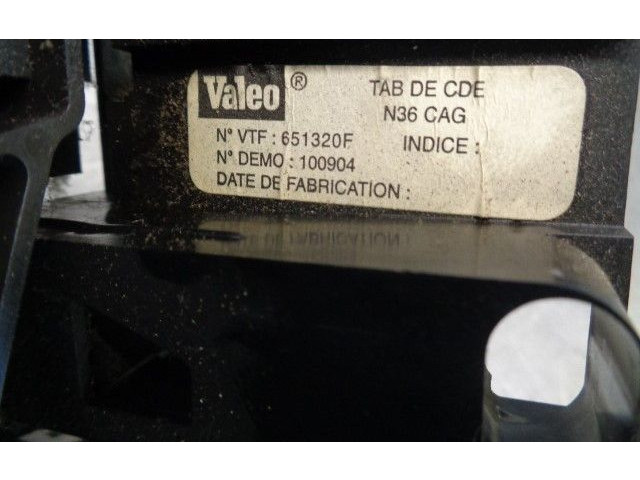 Valeo ® TAB DE CDE
N36 CAG
N° VTF : 651320F INDICE :
N° DEMO : 100904
DATE DE FABRICATION :